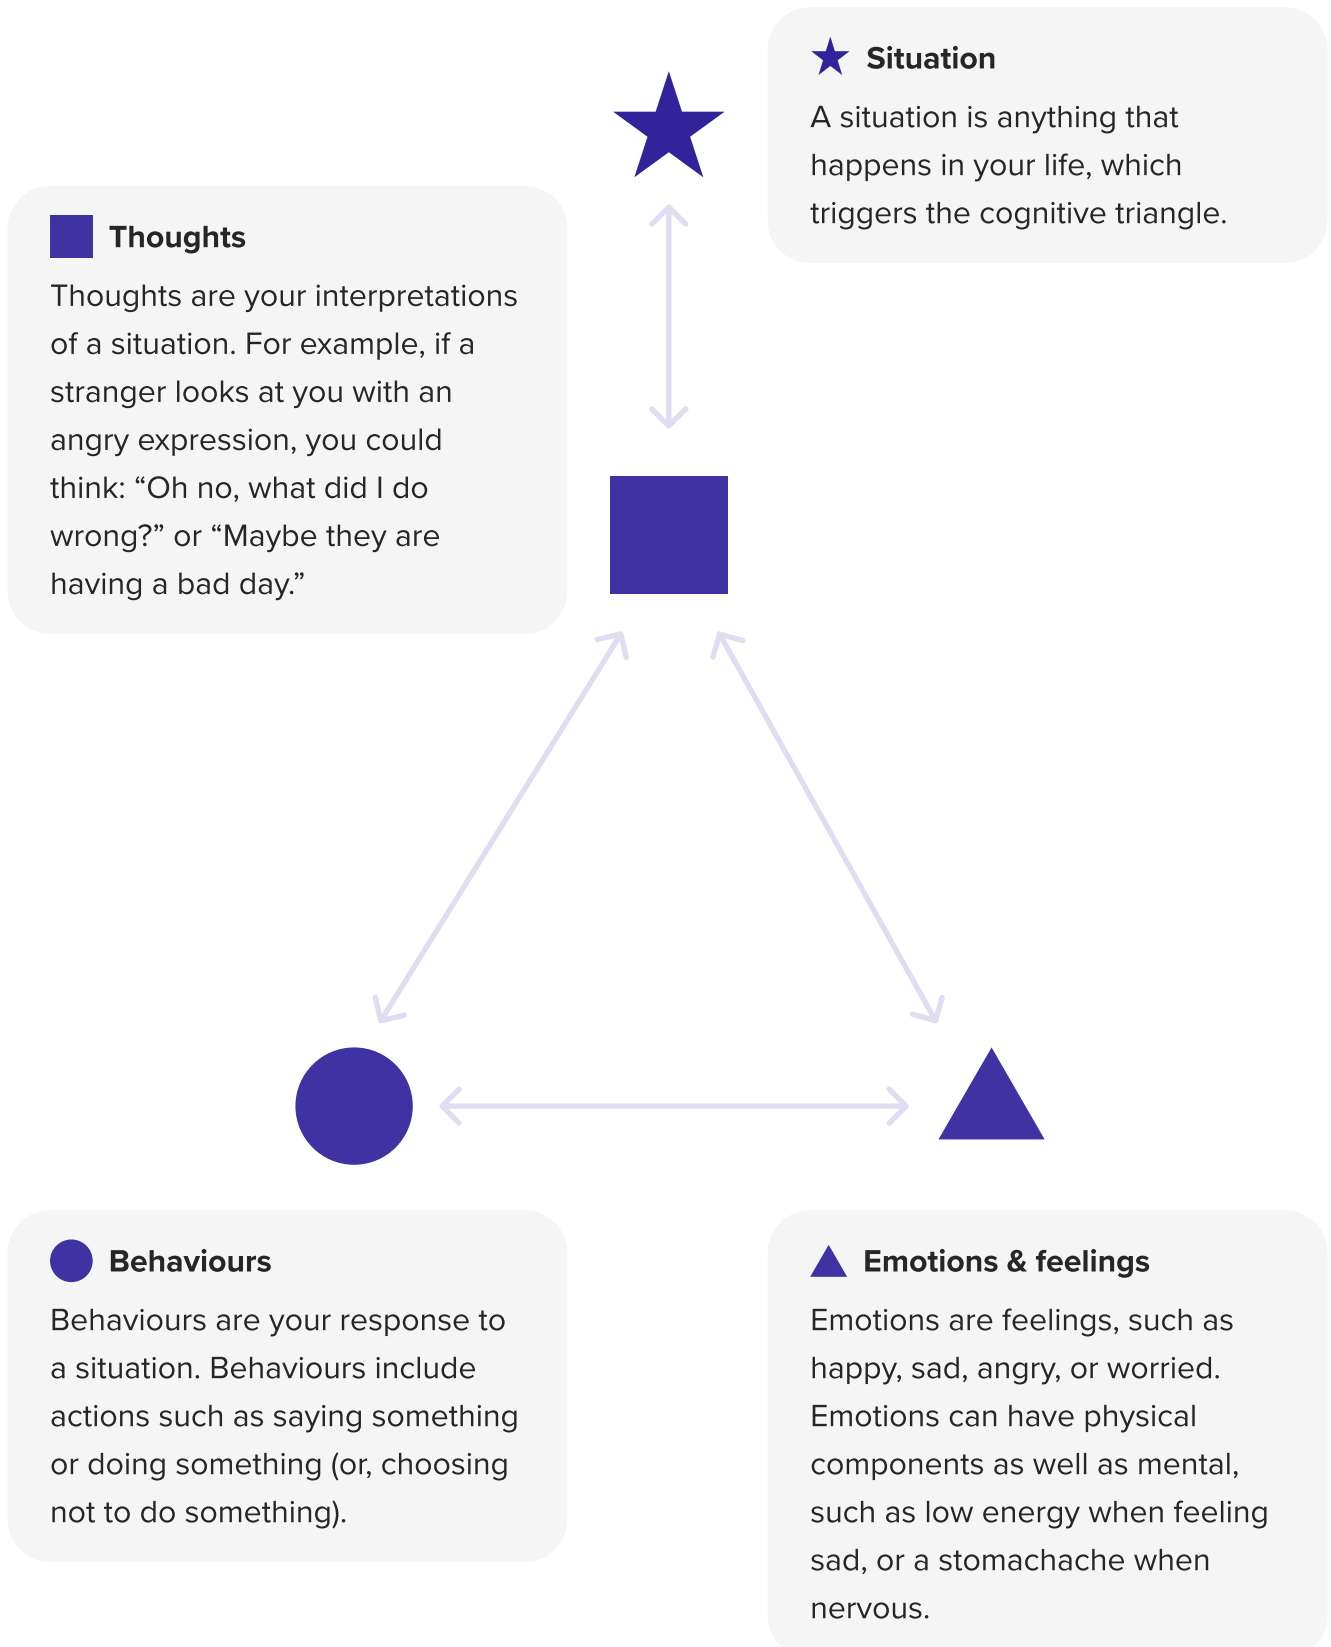 Situation
A situation is anything that
happens in your life, which
triggers the cognitive triangle.
Thoughts
Thoughts are your interpretations
of a situation. For example, if a
stranger looks at you with an
angry expression, you could
think: “Oh no, what did I do
wrong?” or “Maybe they are
having a bad day.”
Behaviours
Behaviours are your response to
a situation. Behaviours include
actions such as saying something
or doing something (or, choosing
not to do something).
Emotions & feelings
Emotions are feelings, such as
happy, sad, angry, or worried.
Emotions can have physical
components as well as mental,
such as low energy when feeling
sad, or a stomachache when
nervous.